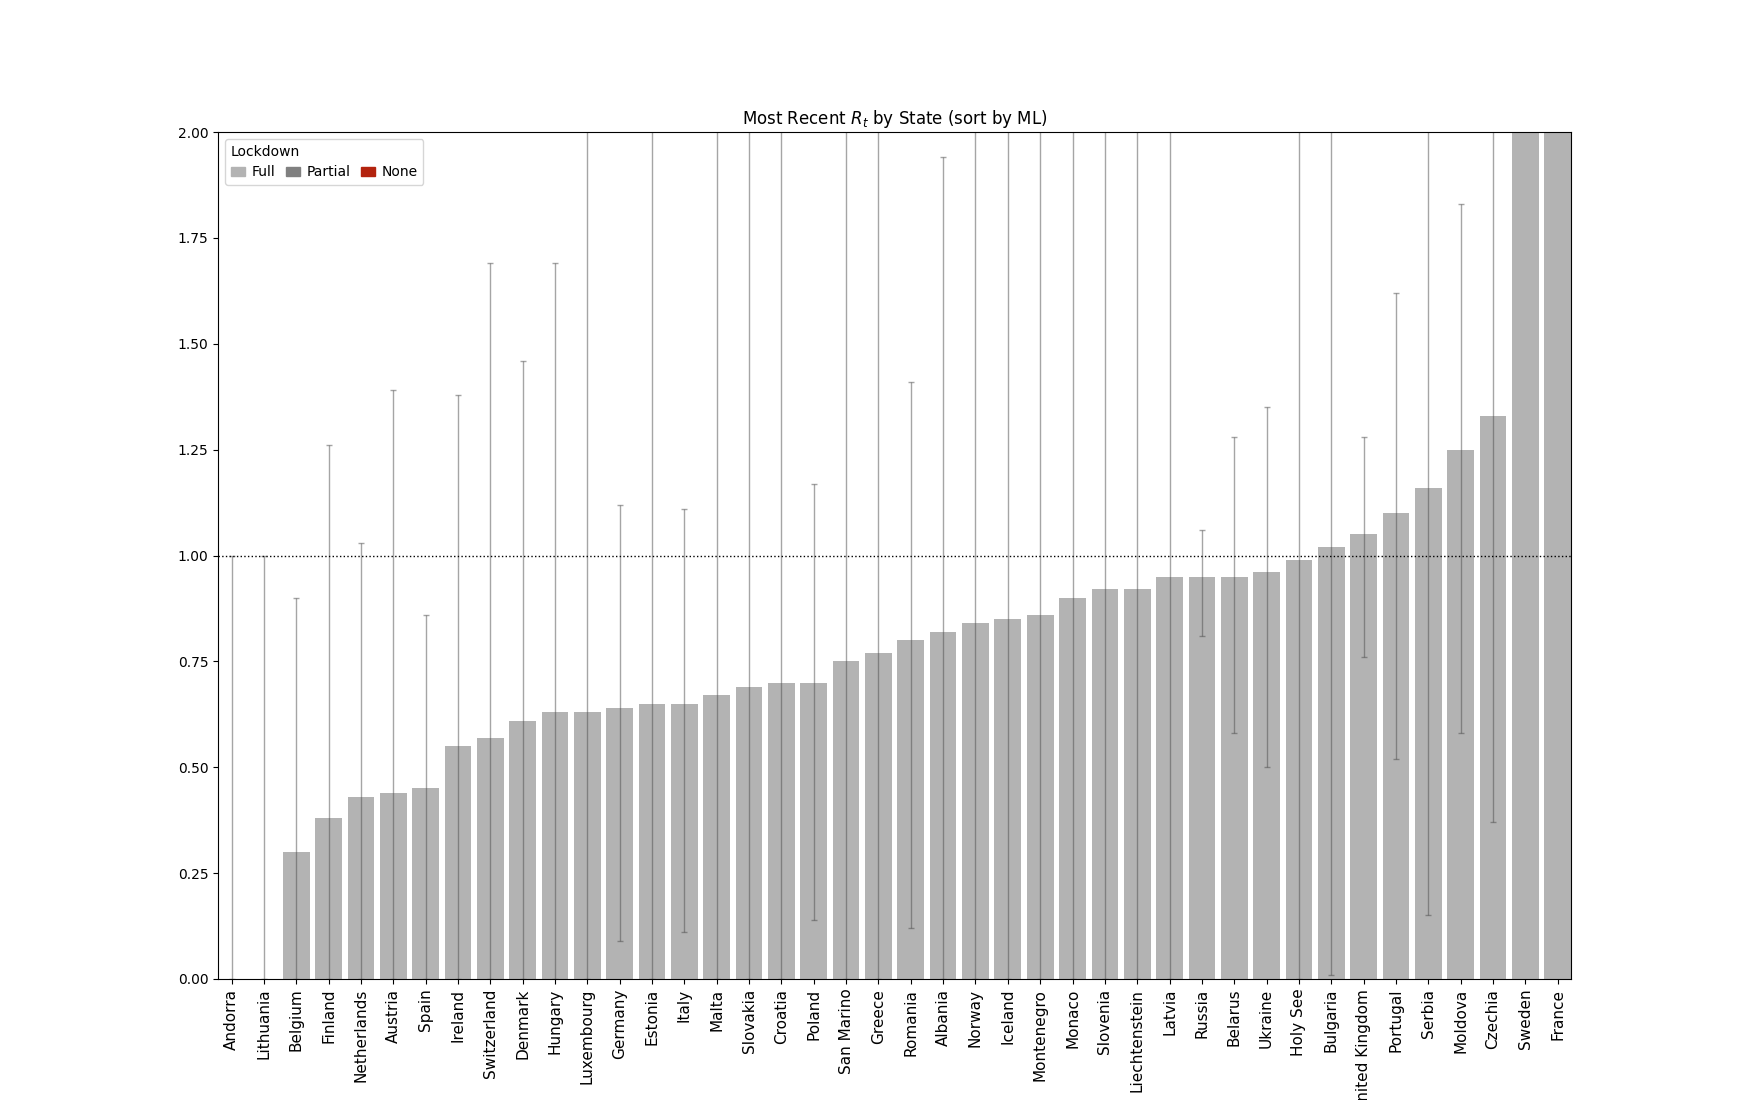 Most Recent Rt by State (sort by ML)
2.00
1.75
1.50
1.25
1.00
0.75
0.50
0.25
0.00
Lockdown
Full Partial None
Andorra
Lithuania
Belgium
Finland
Netherlands
Austria
Spain
Ireland
Switzerland
Denmark
Hungary
Luxembourg
Germany
Estonia
Italy
Malta
Slovakia
Croatia
Poland
San Marino
Greece
Romania
Albania
Norway
Iceland
Montenegro
Monaco
Slovenia
Liechtenstein
Latvia
Russia
Belarus
Ukraine
Holy See
Bulgaria
nited Kingdom
Portugal
Serbia
Moldova
Czechia
Sweden
France